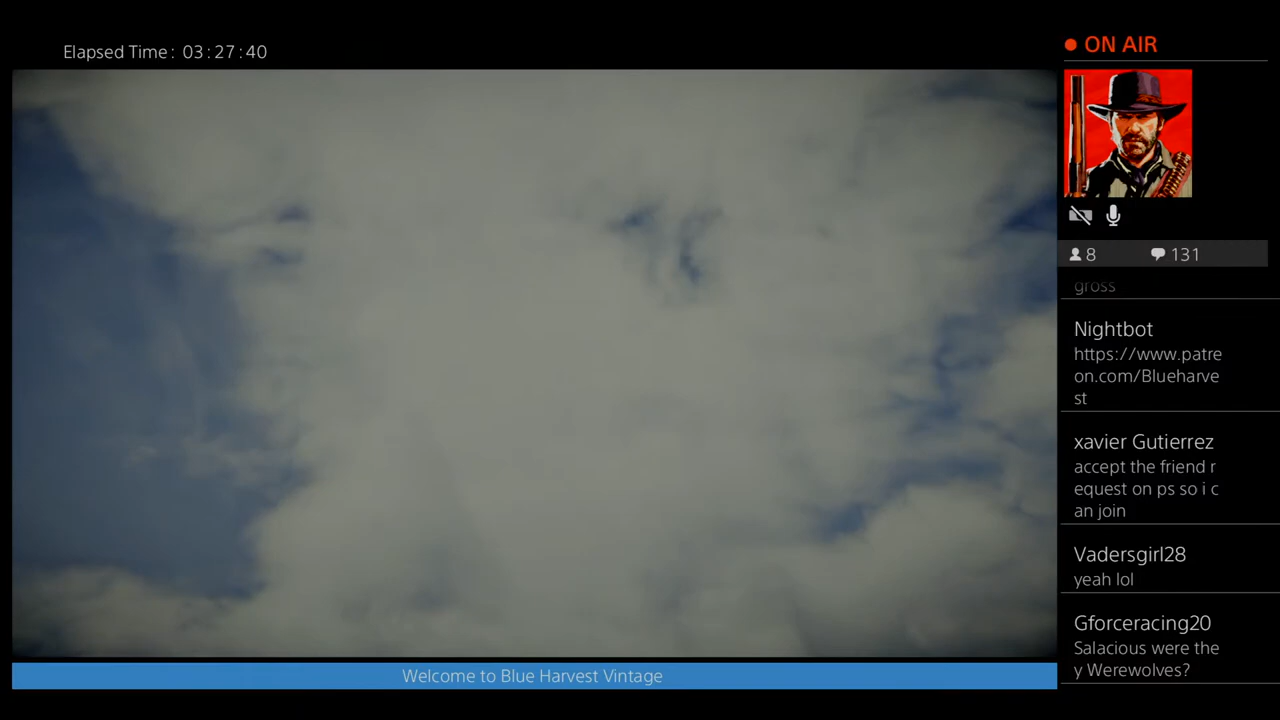 Elapsed Time: 03:27:40
ON AIR
8 131
gross
Nightbot
https://www.patre
on.com/Blueharve
st
xavier Gutierrez
accept the friend r
equest on ps so i c
an join
Vadersgirl28
yeah lol
Gforceracing20
Salacious were the
y Werewolves?
Welcome to Blue Harvest Vintage